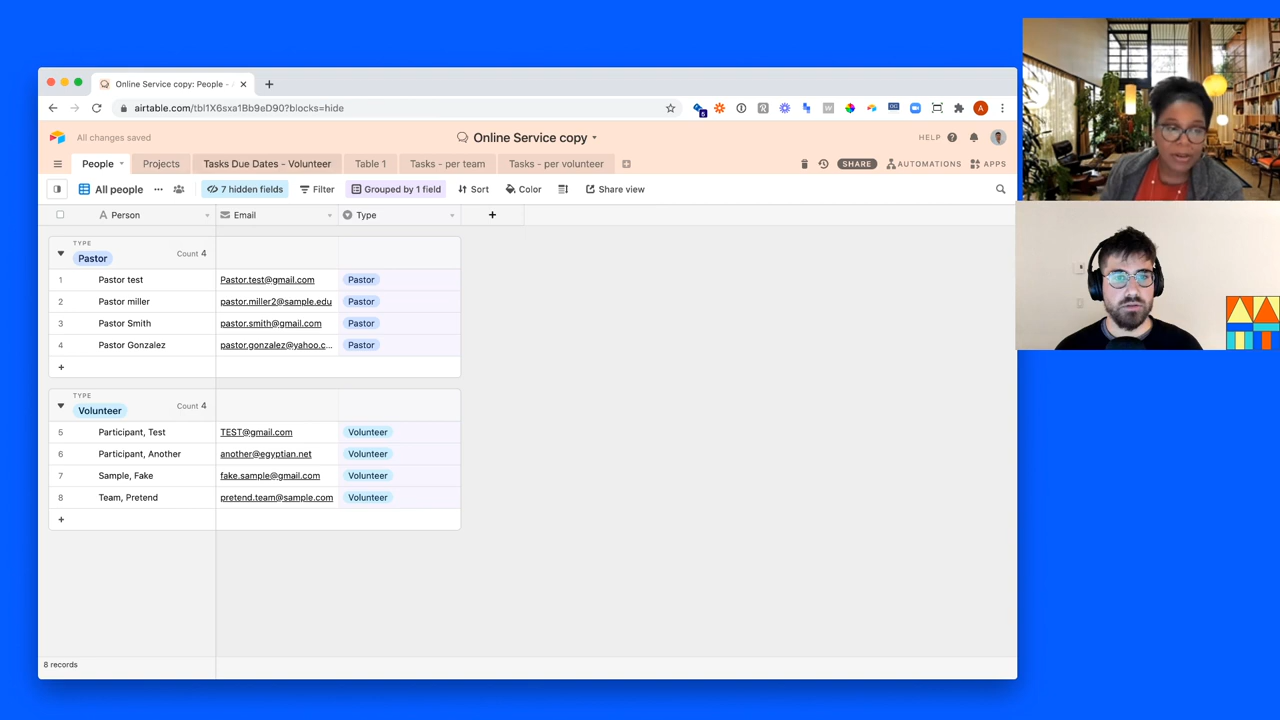 Online Service copy: People -
airtable.com/tbl1X6sxa1Bb9eD90?blocks=hide
5
A
All changes saved
Online Service copy
HELP
People
Projects
Tasks Due Dates - Volunteer
Table 1
Tasks - per team
Tasks - per volunteer
SHARE
AUTOMATIONS
APPS
All people
7 hidden fields
Filter
Grouped by 1 field
Sort
Color
Share view
Person
Email
Type
TYPE
Pastor
Count 4
1 Pastor test Pastor.test@gmail.com Pastor
2 Pastor miller pastor.miller2@sample.edu Pastor
3 Pastor Smith pastor.smith@gmail.com Pastor
4 Pastor Gonzalez pastor.gonzalez@yahoo.c... Pastor
TYPE
Volunteer
Count 4
5 Participant, Test TEST@gmail.com Volunteer
6 Participant, Another another@egyptian.net Volunteer
7 Sample, Fake fake.sample@gmail.com Volunteer
8 Team, Pretend pretend.team@sample.com Volunteer
8 records